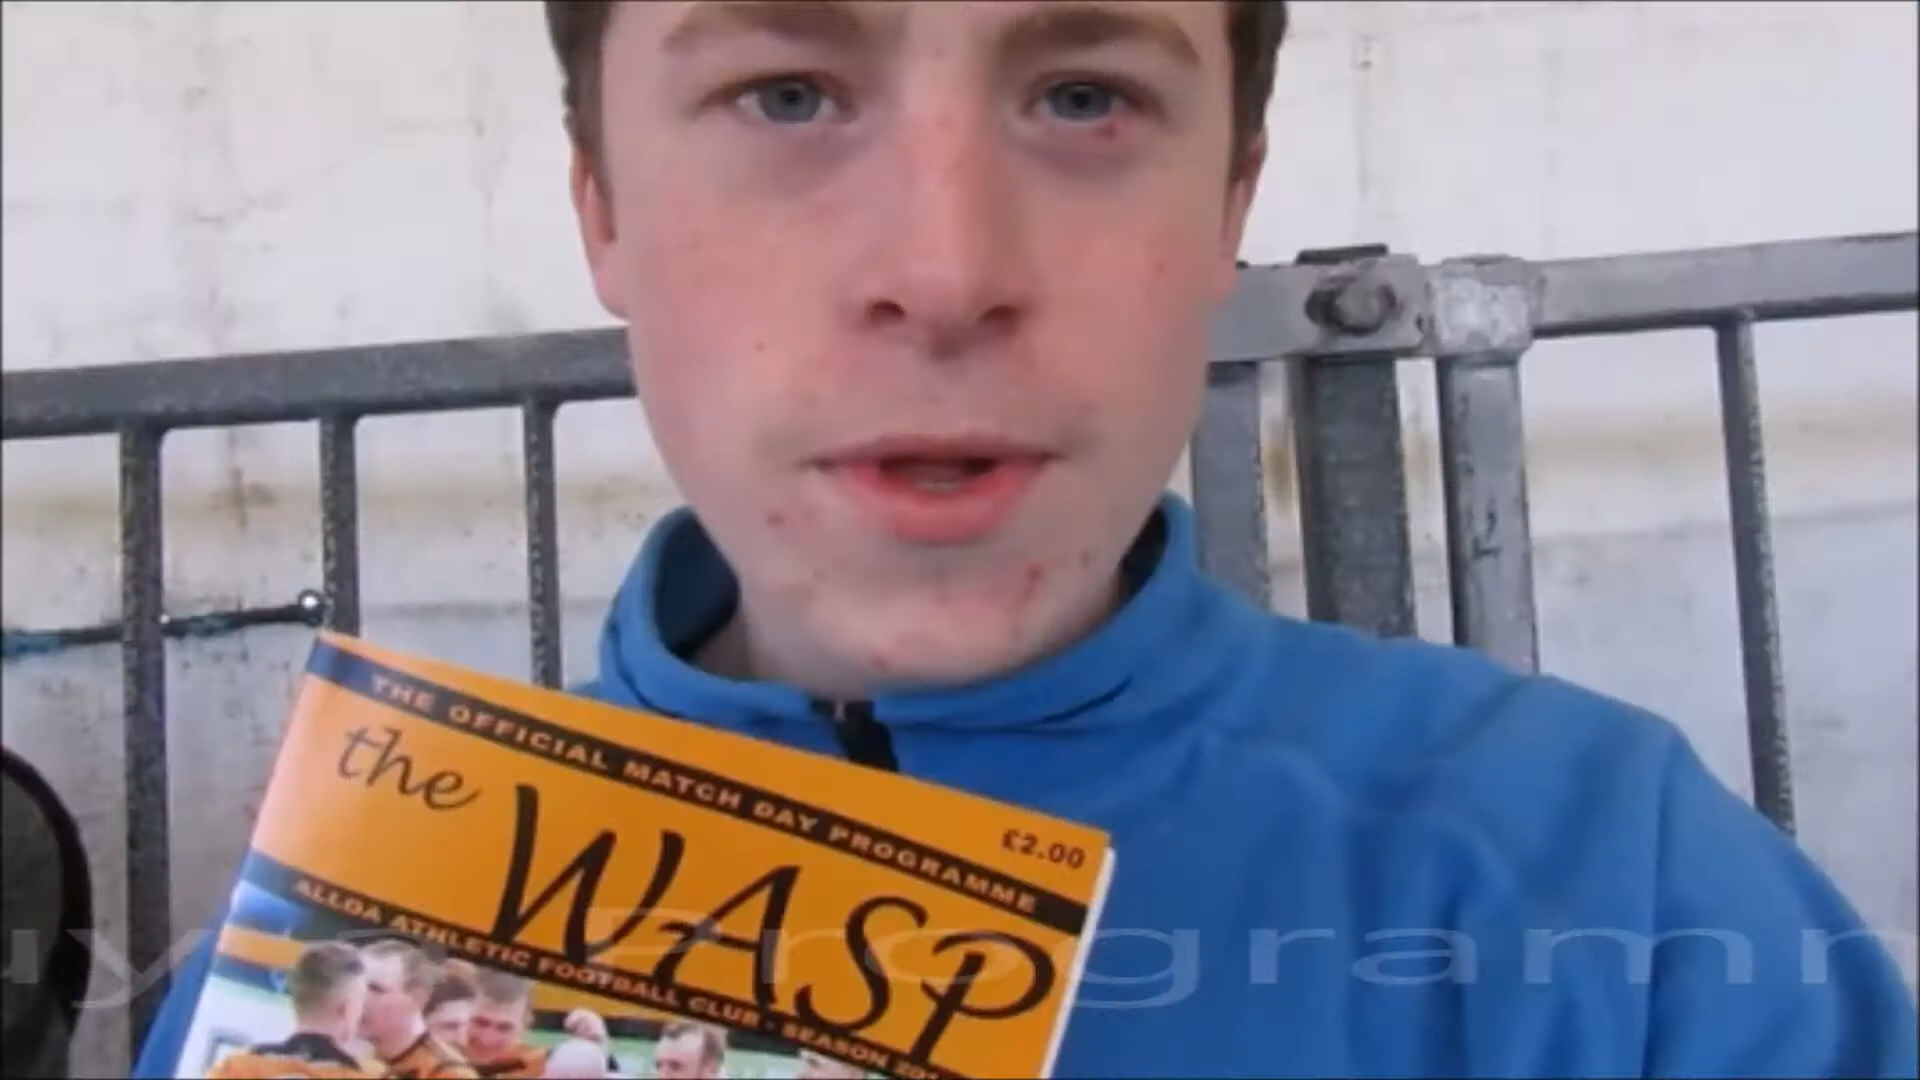 THE OFFICIAL MATCH DAY PROGRAMME
£2.00
the
WASP
ALLOA ATHLETIC FOOTBALL CLUB - SEASON